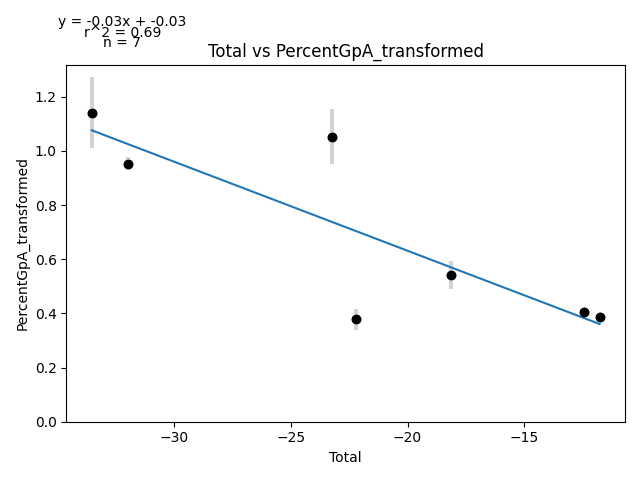 y = -0.03x + -0.03
r^2 = 0.69
n = 7
Total vs PercentGpA_transformed
PercentGpA_transformed
1.2
1.0
0.8
0.6
0.4
0.2
0.0
−30
−25
−20
−15
Total